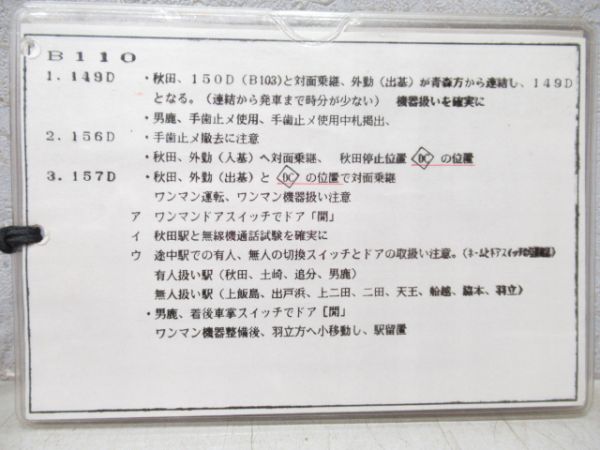 B110
1. 149D ・秋田、150D(B103)と対面乗継、外勤(出基)が青森方から連結し、149D
となる。(連結から発車まで時分が少ない) 機器扱いを確実に
・男鹿、手歯止メ使用、手歯止メ使用中札掲出、
2. 156D ・手歯止メ撤去に注意
・秋田、外勤(入基)へ対面乗継、 秋田停止位置 DC の位置
3. 157D ・秋田、外勤(出基)と DC の位置で対面乗継
ワンマン運転、ワンマン機器扱い注意
ア ワンマンドアスイッチでドア「開」
イ 秋田駅と無線機通話試験を確実に
ウ 途中駅での有人、無人の切換スイッチとドアの取扱い注意。(ホームとドアスイッチの
有人扱い駅(秋田、土崎、追分、男鹿)
無人扱い駅(上飯島、出戸浜、上二田、二田、天王、船越、脇本、羽立)
・男鹿、着後車掌スイッチでドア[開」
ワンマン機器整備後、羽立方へ小移動し、駅留置